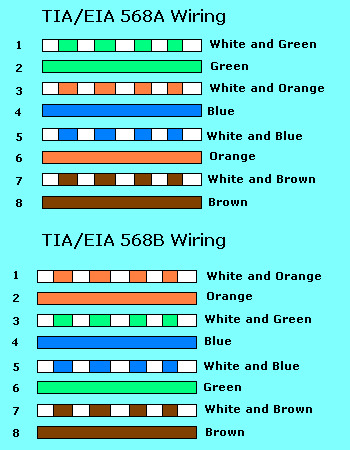 TIA/EIA 568A Wiring
1 White and Green
2 Green
3 White and Orange
4 Blue
5 White and Blue
6 Orange
7 White and Brown
8 Brown
TIA/EIA 568B Wiring
1 White and Orange
2 Orange
3 White and Green
4 Blue
5 White and Blue
6 Green
7 White and Brown
8 Brown